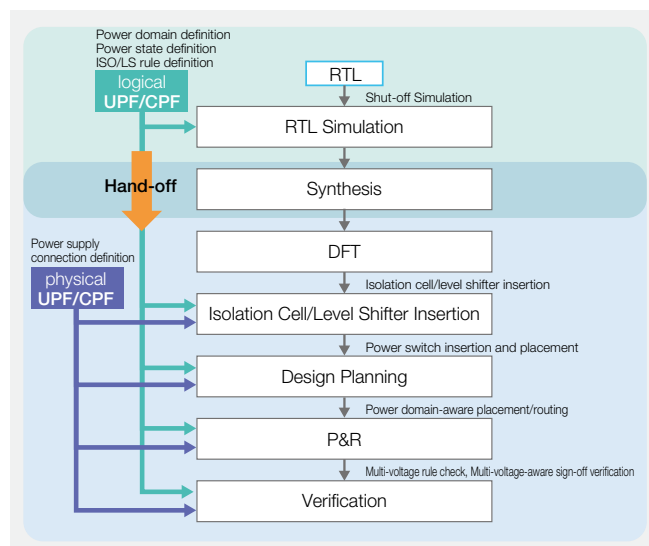 Power domain definition
Power state definition
ISO/LS rule definition
logical
UPF/CPF
RTL
Shut-off Simulation
RTL Simulation
Hand-off
Synthesis
DFT
Power supply
connection definition
physical
UPF/CPF
Isolation cell/level shifter insertion
Isolation Cell/Level Shifter Insertion
Power switch insertion and placement
Design Planning
Power domain-aware placement/routing
P&R
Multi-voltage rule check, Multi-voltage-aware sign-off verification
Verification